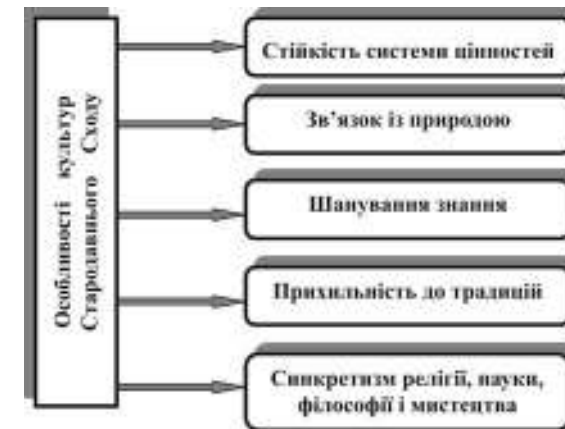 Особливості культур
Стародавнього Сходу
Стійкість системи цінностей
Зв’язок із природою
Шанування знання
Прихильність до традицій
Синкретизм релігії, науки,
філософії і мистецтва